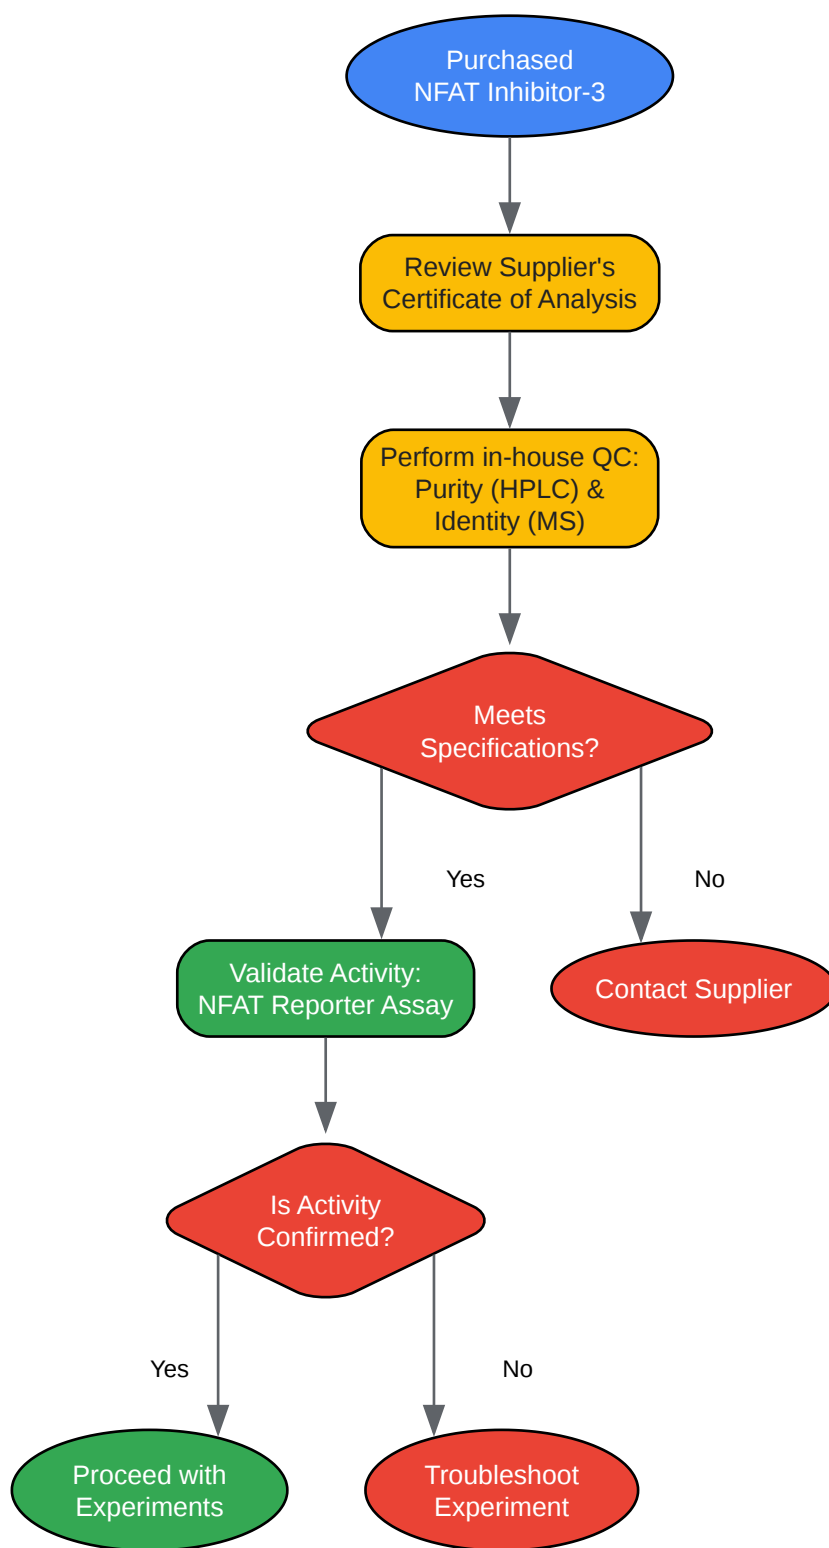 Purchased
NFAT Inhibitor-3
Review Supplier's
Certificate of Analysis
Perform in-house QC:
Purity (HPLC) &
Identity (MS)
Meets
Specifications?
Yes
No
Validate Activity:
NFAT Reporter Assay
Contact Supplier
Is Activity
Confirmed?
Yes
No
Proceed with
Experiments
Troubleshoot
Experiment